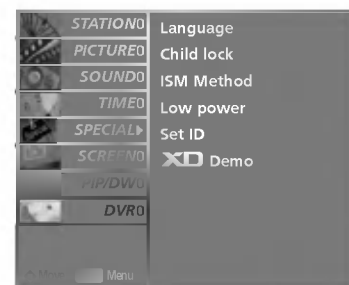 STATION
PICTURE
SOUND
TIME
SPECIAL
SCREEN
PIP/DW
DVR
Move Menu
Language
Child lock
ISM Method
Low power
Set ID
XD Demo